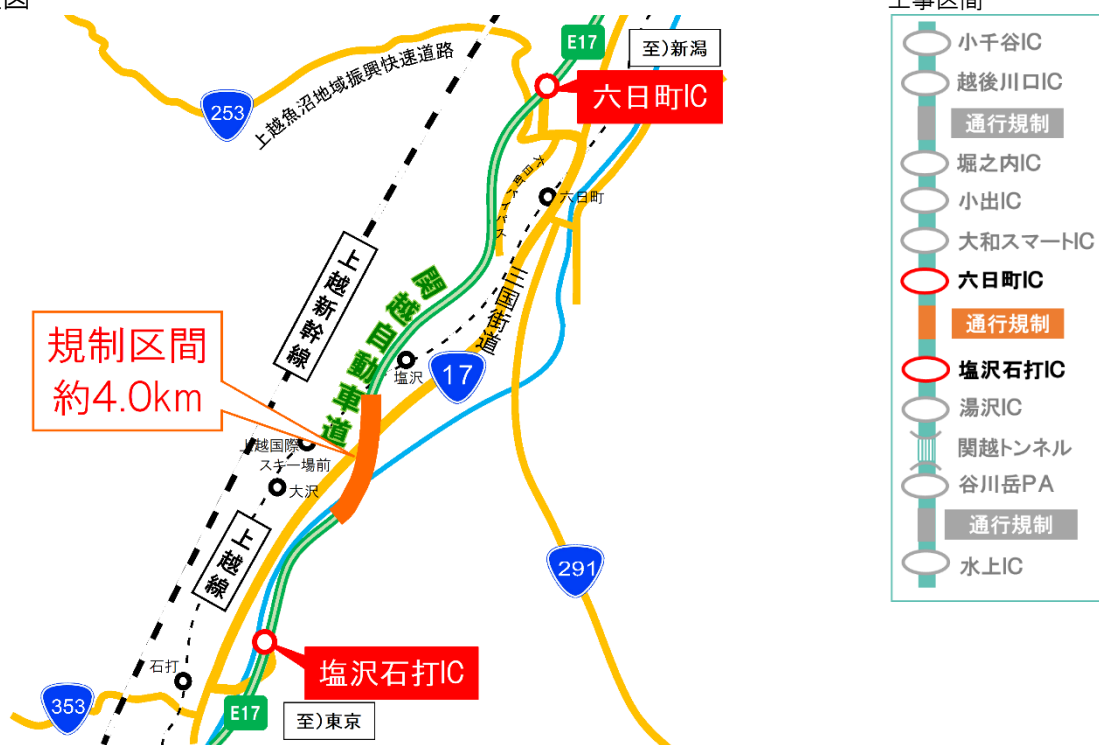 図
E17
至)新潟
六日町IC
253
上越魚沼地域振興快速道路
六日町バイパス
六日町
三国街道
上越新幹線
関越自動車道
規制区間
約4.0km
塩沢
17
上越国際
スキー場前
大沢
上越線
291
石打
塩沢石打IC
353
E17
至)東京
工事区間
小千谷IC
越後川口IC
通行規制
堀之内IC
小出IC
大和スマートIC
六日町IC
通行規制
塩沢石打IC
湯沢IC
関越トンネル
谷川岳PA
通行規制
水上IC